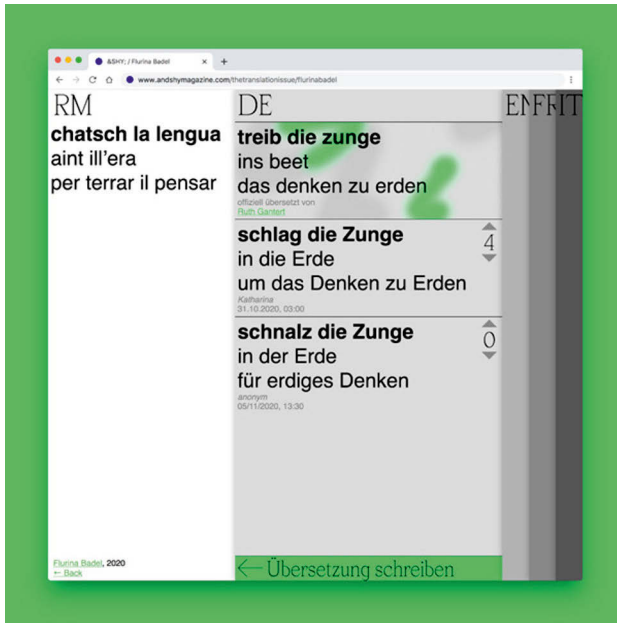 &SHY; / Flurina Badel
www.andshymagazine.com/thetranslationissue/flurinabadel
RM
chatsch la lengua
aint ill'era
per terrar il pensar
Flurina Badel, 2020
← Back
DE
treib die zunge
ins beet
das denken zu erden
offiziell übersetzt von
Ruth Gantert
schlag die Zunge
in die Erde
um das Denken zu Erden
Katharina
31.10.2020, 03:00
4
schnalz die Zunge
in der Erde
für erdiges Denken
anonym
05/11/2020, 13:30
0
← Übersetzung schreiben
EN
FR
IT